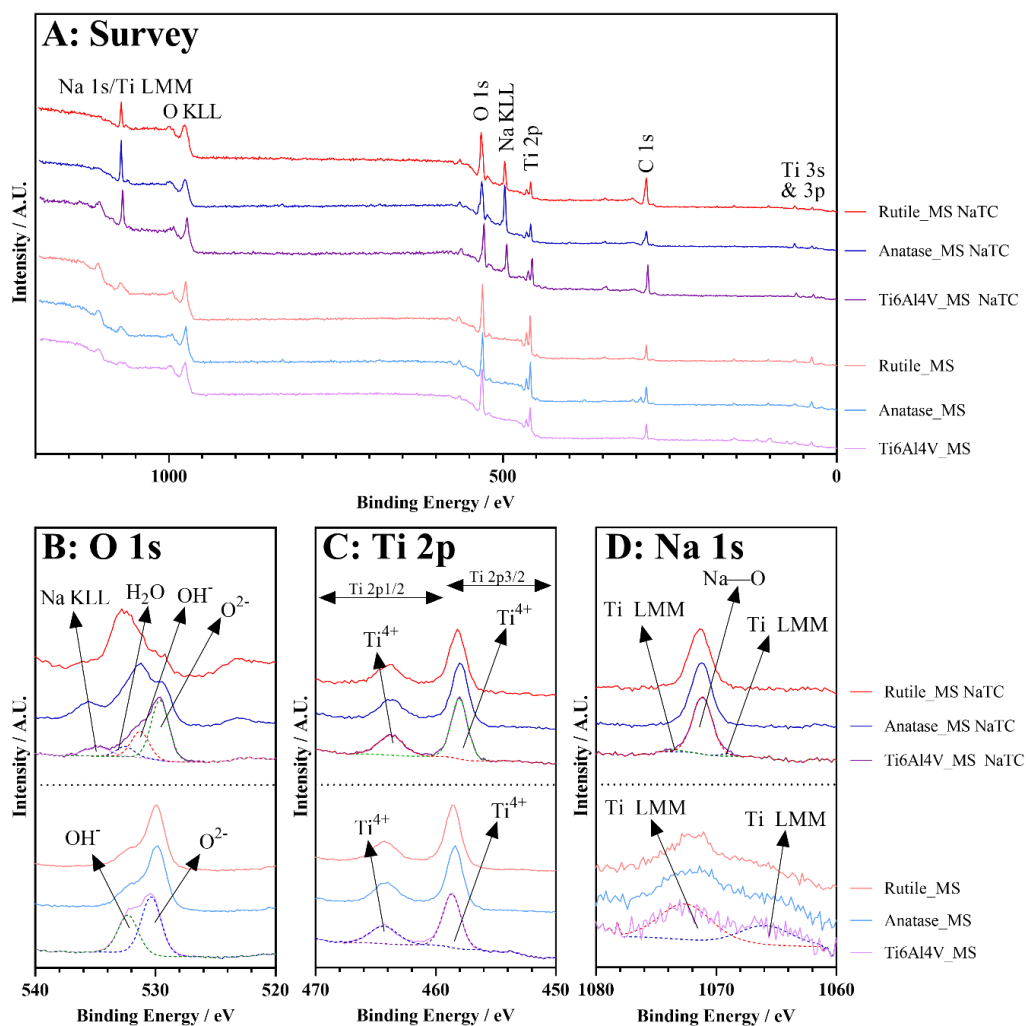 A: Survey
Na 1s/Ti LMM
O KLL
O 1s
Na KLL
Ti 2p
C 1s
Ti 3s
& 3p
Intensity / A.U.
Rutile_MS NaTC
Anatase_MS NaTC
Ti6Al4V_MS NaTC
Rutile_MS
Anatase_MS
Ti6Al4V_MS
1000
500
0
Binding Energy / eV
B: O 1s
Na KLL
H₂O
OH⁻
O²⁻
Intensity / A.U.
OH⁻
O²⁻
540
530
520
Binding Energy / eV
C: Ti 2p
Ti 2p1/2
Ti 2p3/2
Ti⁴⁺
Ti⁴⁺
Intensity / A.U.
Ti⁴⁺
Ti⁴⁺
470
460
450
Binding Energy / eV
D: Na 1s
Na—O
Ti LMM
Ti LMM
Intensity / A.U.
Ti LMM
Ti LMM
1080
1070
1060
Binding Energy / eV
Rutile_MS NaTC
Anatase_MS NaTC
Ti6Al4V_MS NaTC
Rutile_MS
Anatase_MS
Ti6Al4V_MS